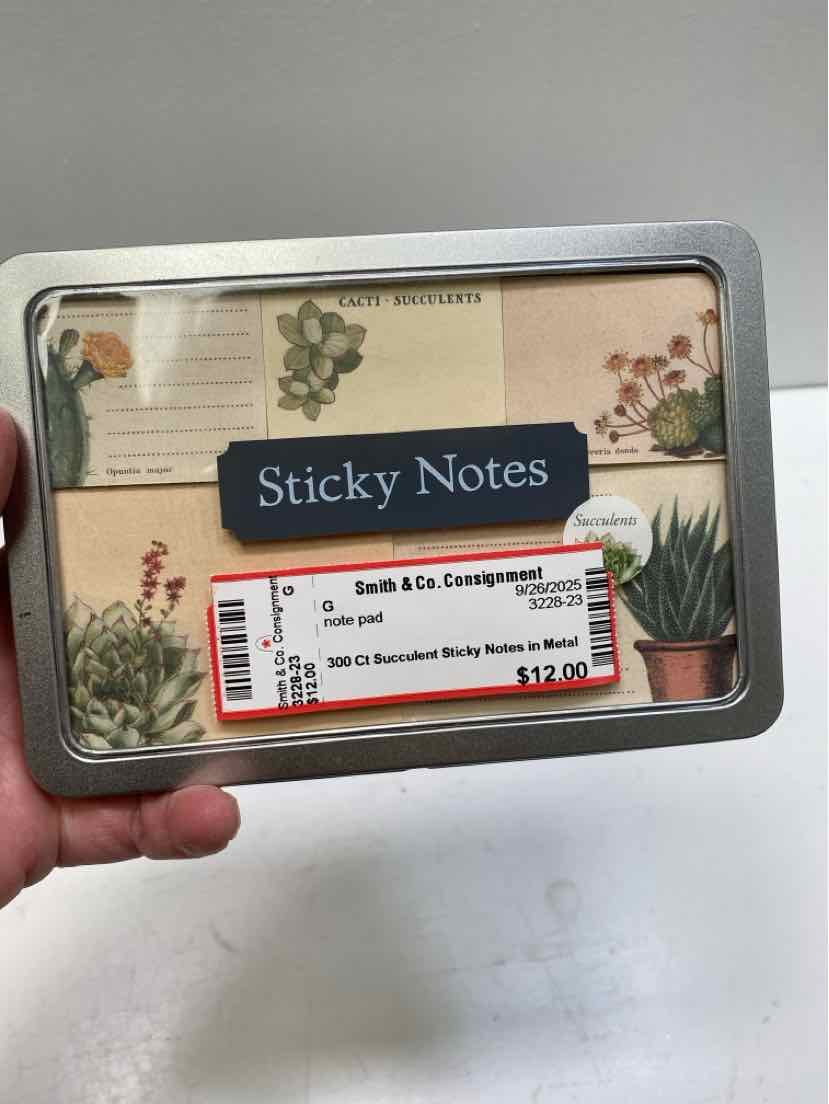 CACTI · SUCCULENTS
Opuntia major
Sticky Notes
Succulents
Smith & Co. Consignment
G
9/26/2025
3228-23
note pad
300 Ct Succulent Sticky Notes in Metal
$12.00
Smith & Co. Consignment
G
3228-23
$12.00